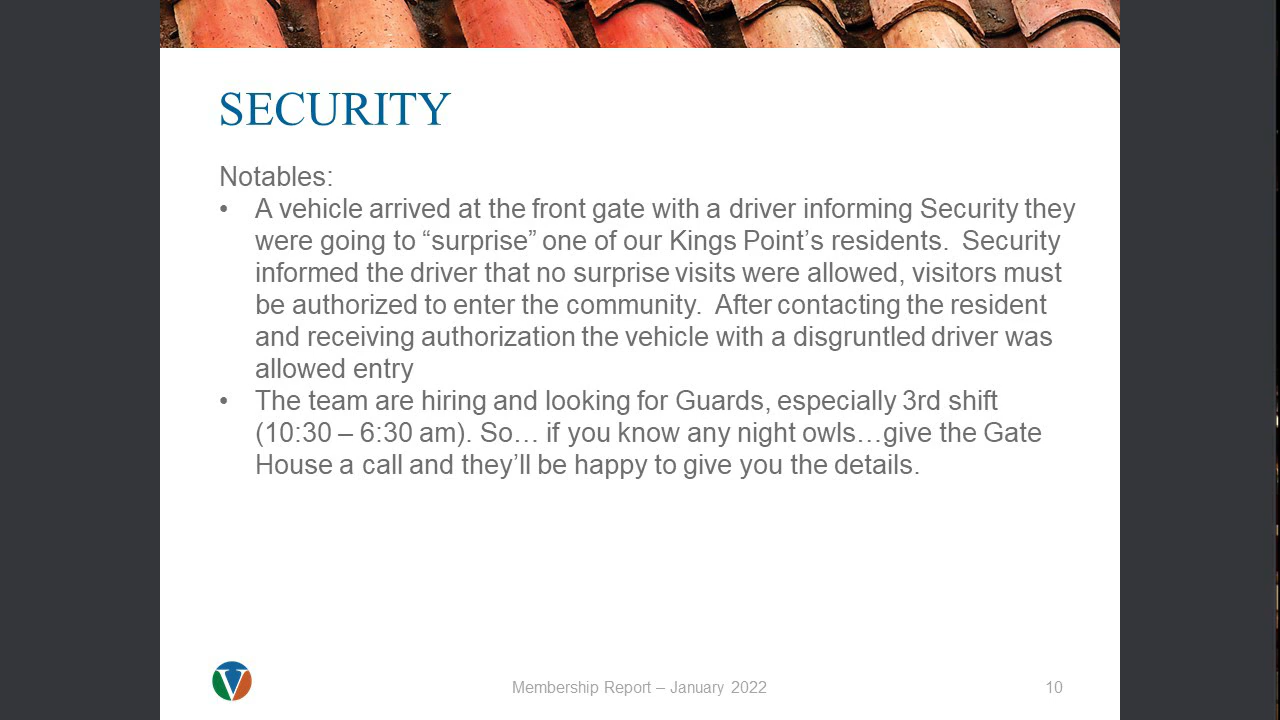 SECURITY
Notables:
• A vehicle arrived at the front gate with a driver informing Security they
were going to “surprise” one of our Kings Point’s residents.  Security
informed the driver that no surprise visits were allowed, visitors must
be authorized to enter the community.  After contacting the resident
and receiving authorization the vehicle with a disgruntled driver was
allowed entry
• The team are hiring and looking for Guards, especially 3rd shift
(10:30 – 6:30 am). So… if you know any night owls…give the Gate
House a call and they’ll be happy to give you the details.
V
Membership Report – January 2022
10